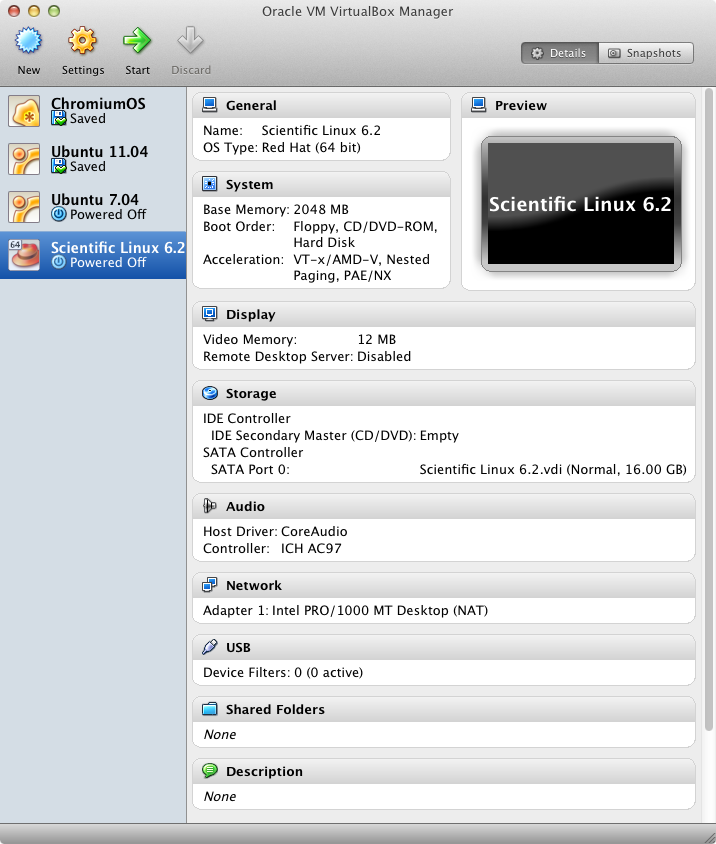 Oracle VM VirtualBox Manager
New
Settings
Start
Discard
Details
Snapshots
ChromiumOS
Saved
Ubuntu 11.04
Saved
Ubuntu 7.04
Powered Off
64
Scientific Linux 6.2
Powered Off
General
Name: Scientific Linux 6.2
OS Type: Red Hat (64 bit)
Preview
Scientific Linux 6.2
System
Base Memory: 2048 MB
Boot Order: Floppy, CD/DVD-ROM,
Hard Disk
Acceleration: VT-x/AMD-V, Nested
Paging, PAE/NX
Display
Video Memory: 12 MB
Remote Desktop Server: Disabled
Storage
IDE Controller
IDE Secondary Master (CD/DVD): Empty
SATA Controller
SATA Port 0: Scientific Linux 6.2.vdi (Normal, 16.00 GB)
Audio
Host Driver: CoreAudio
Controller: ICH AC97
Network
Adapter 1: Intel PRO/1000 MT Desktop (NAT)
USB
Device Filters: 0 (0 active)
Shared Folders
None
Description
None